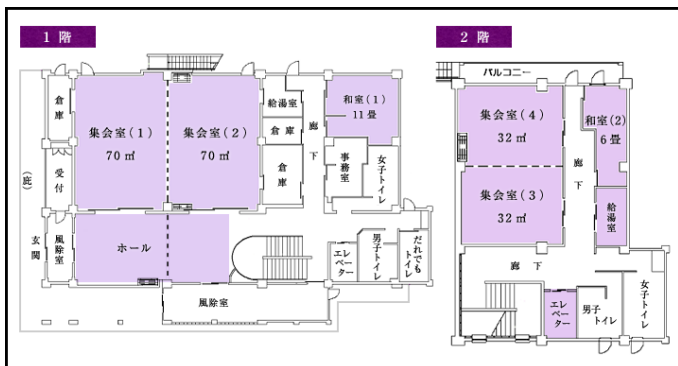 1 階
倉庫
集会室(1)
70 ㎡
集会室(2)
70 ㎡
給湯室
倉庫
倉庫
廊下
和室(1)
11 畳
事務室
女子トイレ
受付
(庇)
玄関
風除室
ホール
エレベーター
男子トイレ
だれでもトイレ
風除室
2 階
バルコニー
集会室(4)
32 ㎡
集会室(3)
32 ㎡
廊下
和室(2)
6 畳
給湯室
廊下
エレベーター
男子トイレ
女子トイレ